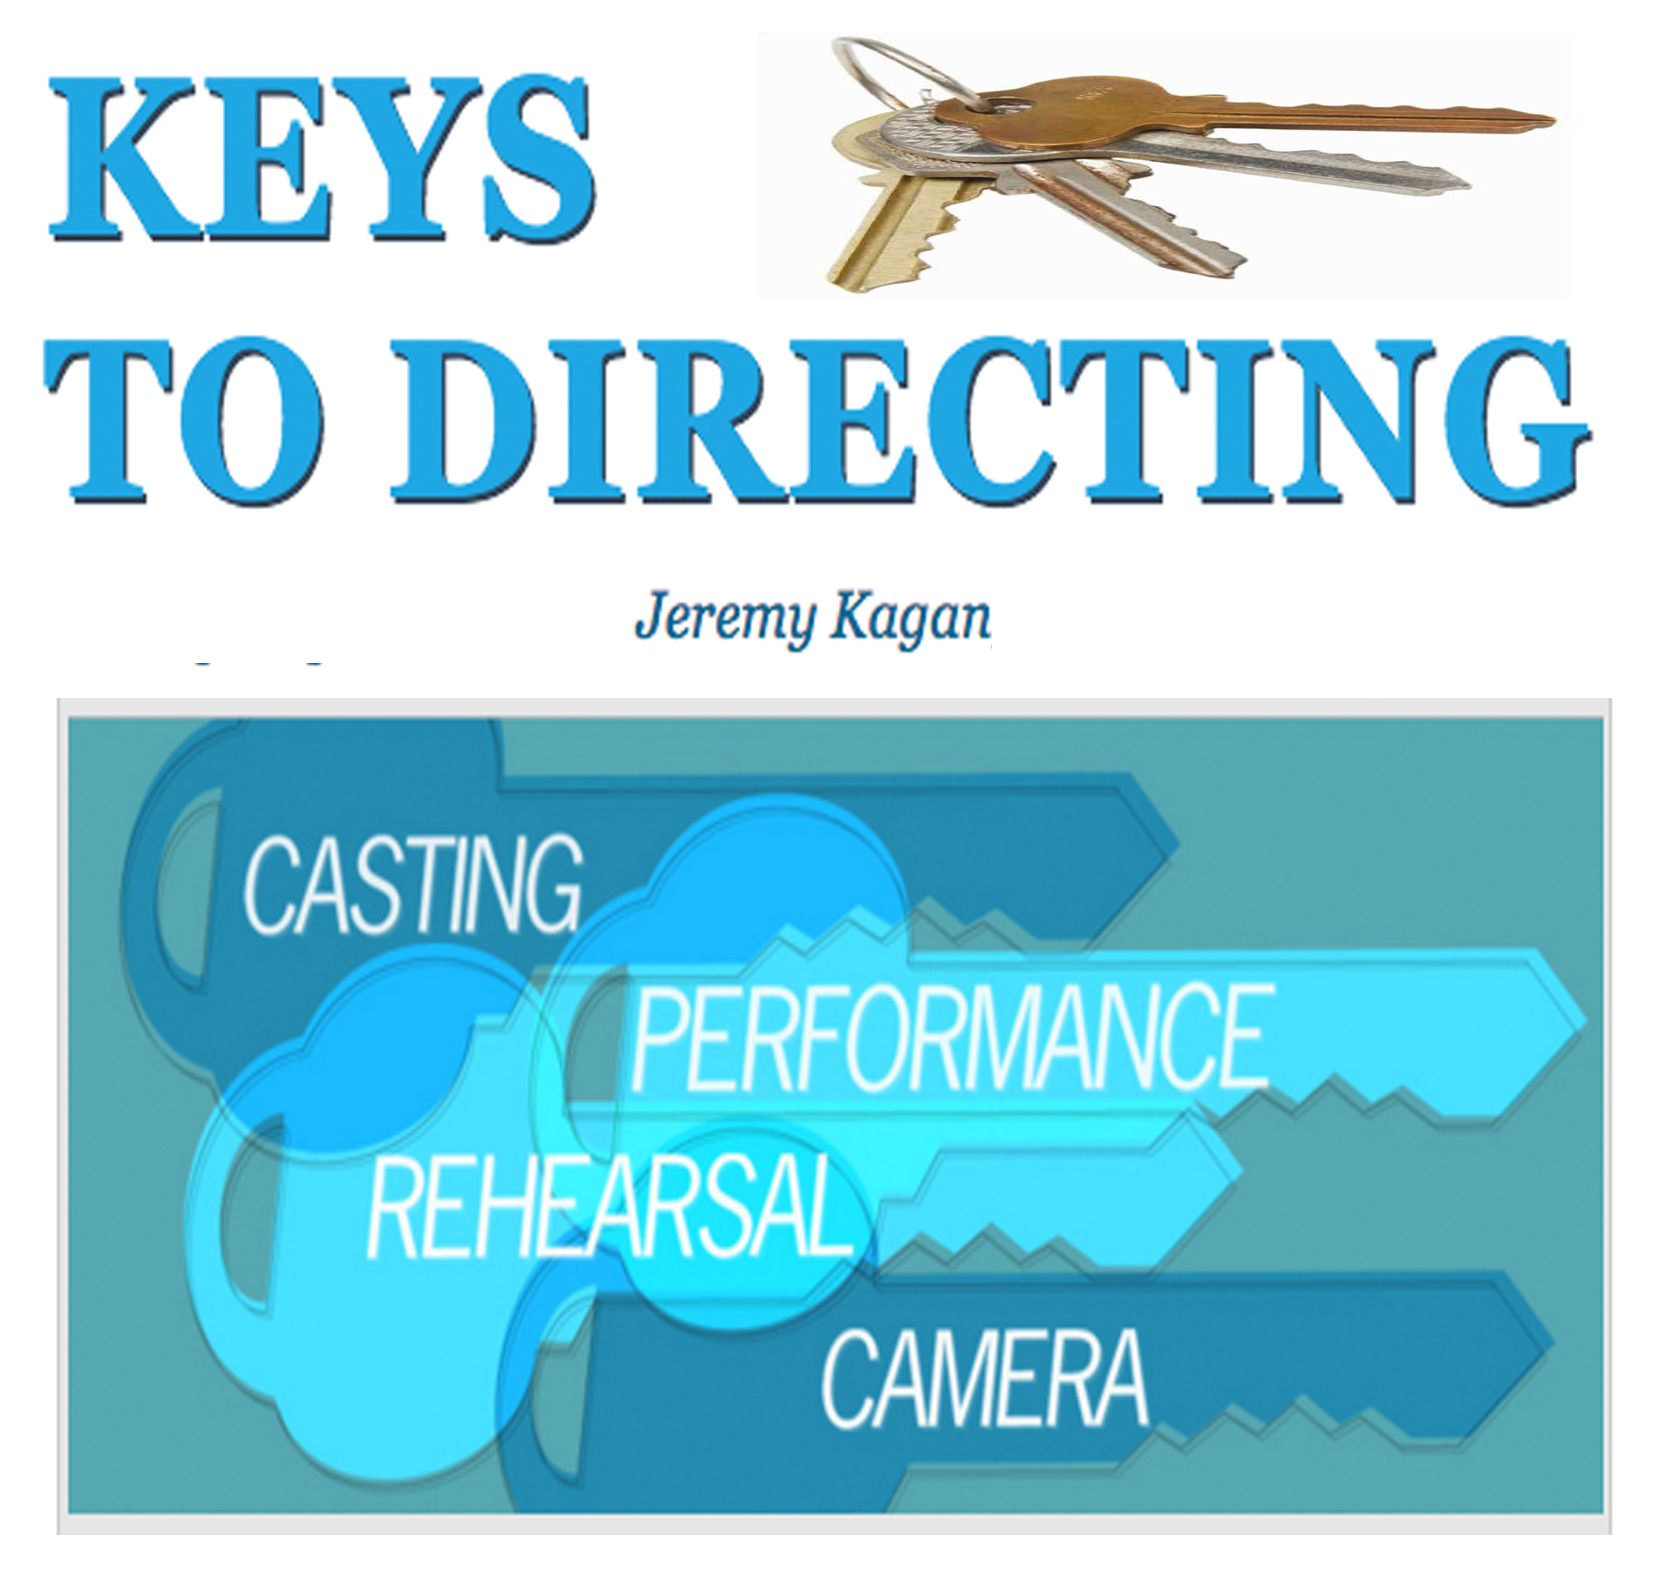 KEYS
TO DIRECTING
Jeremy Kagan
CASTING
PERFORMANCE
REHEARSAL
CAMERA